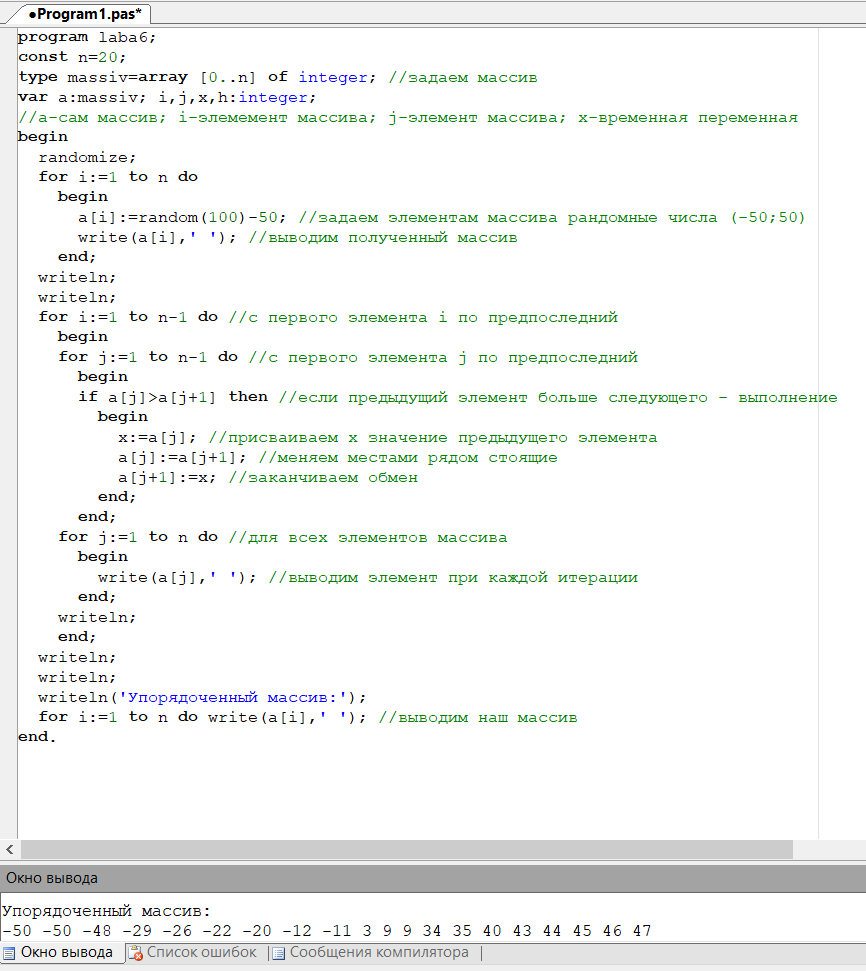 ●Program1.pas*
program laba6;
const n=20;
type massiv=array [0..n] of integer; //задаем массив
var a:massiv; i,j,x,h:integer;
//a-сам массив; i-элемемент массива; j-элемент массива; x-временная переменная
begin
randomize;
for i:=1 to n do
begin
a[i]:=random(100)-50; //задаем элементам массива рандомные числа (-50;50)
write(a[i],' '); //выводим полученный массив
end;
writeln;
writeln;
for i:=1 to n-1 do //с первого элемента i по предпоследний
begin
for j:=1 to n-1 do //с первого элемента j по предпоследний
begin
if a[j]>a[j+1] then //если предыдущий элемент больше следующего - выполнение
begin
x:=a[j]; //присваиваем x значение предыдущего элемента
a[j]:=a[j+1]; //меняем местами рядом стоящие
a[j+1]:=x; //заканчиваем обмен
end;
end;
for j:=1 to n do //для всех элементов массива
begin
write(a[j],' '); //выводим элемент при каждой итерации
end;
writeln;
end;
writeln;
writeln;
writeln('Упорядоченный массив:');
for i:=1 to n do write(a[i],' '); //выводим наш массив
end.
Окно вывода
Упорядоченный массив:
-50 -50 -48 -29 -26 -22 -20 -12 -11 3 9 9 34 35 40 43 44 45 46 47
Окно вывода Список ошибок Сообщения компилятора